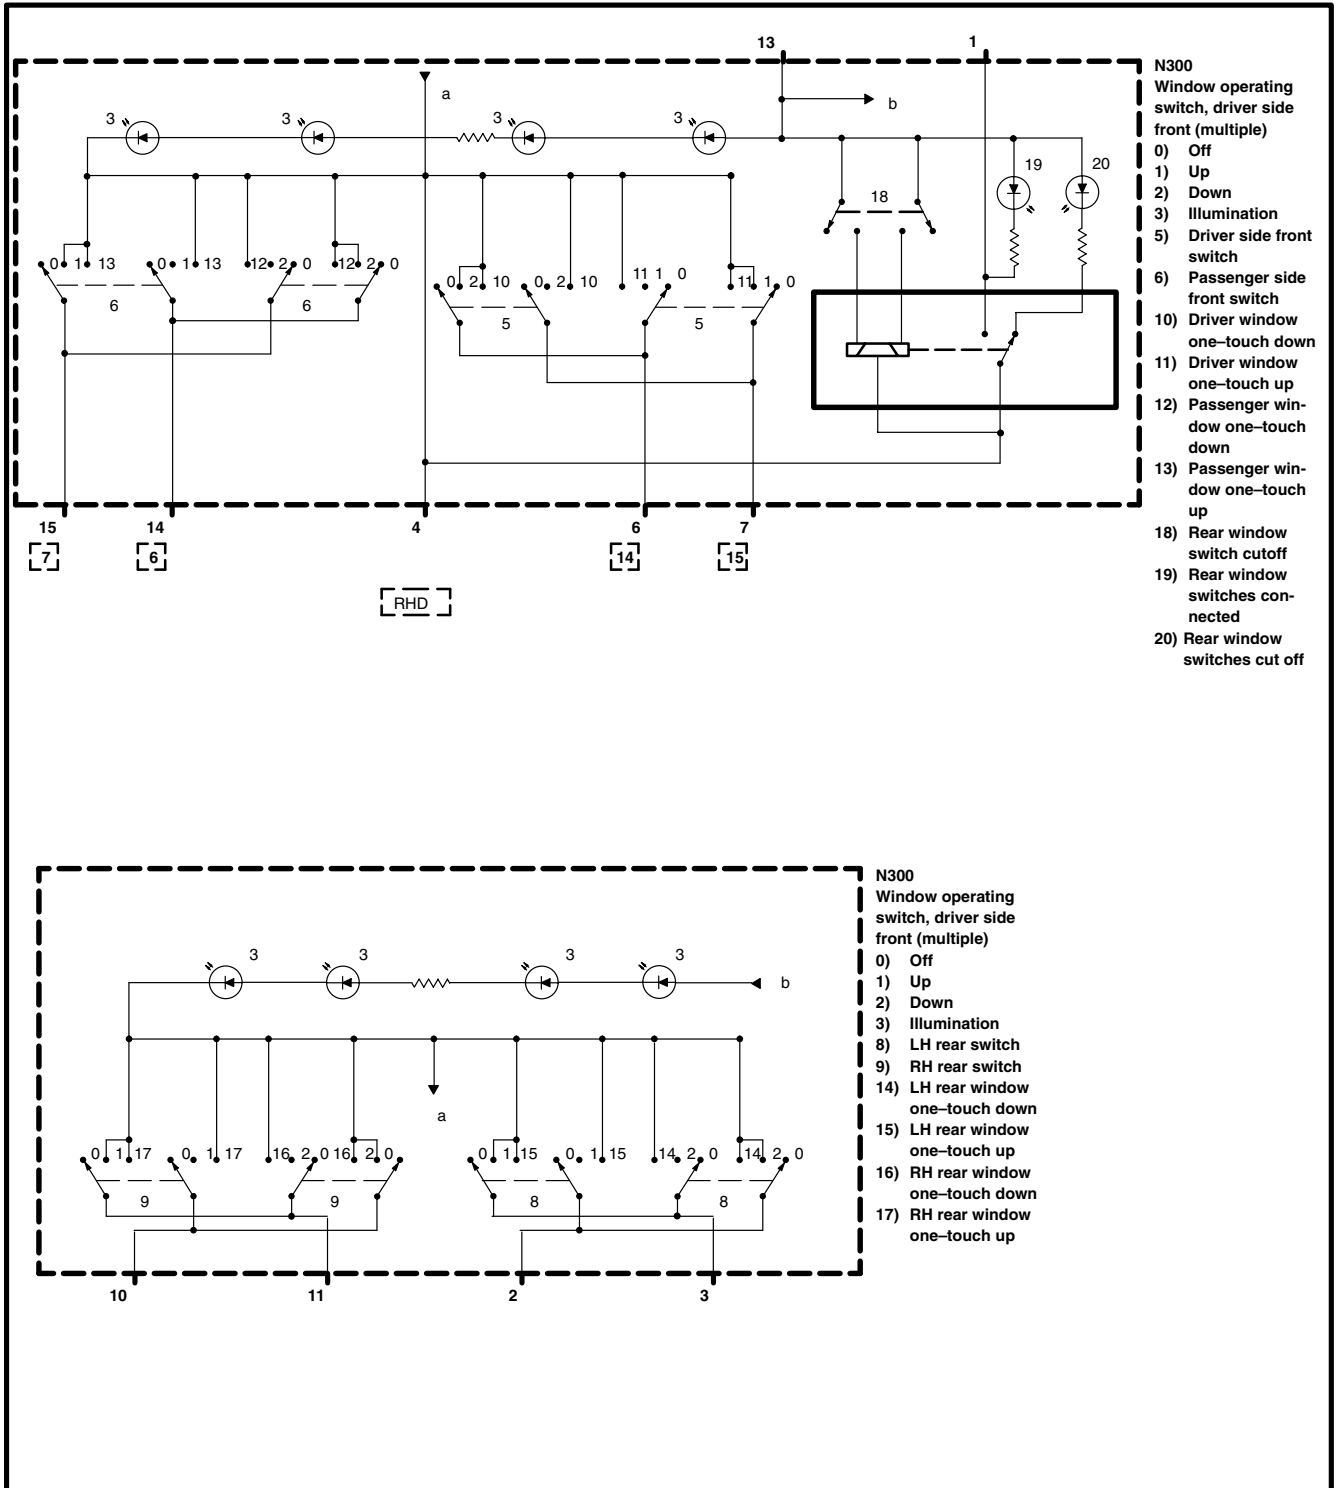 13 1
a
b
3 3 3 3
19 20
18
0 1 13 0 1 13 12 2 0 12 2 0
0 2 10 0 2 10 11 1 0 11 1 0
6 6 5 5
15 14 4 6 7
7 6 14 15
RHD
N300
Window operating
switch, driver side
front (multiple)
0) Off
1) Up
2) Down
3) Illumination
5) Driver side front
switch
6) Passenger side
front switch
10) Driver window
one–touch down
11) Driver window
one–touch up
12) Passenger win-
dow one–touch
down
13) Passenger win-
dow one–touch
up
18) Rear window
switch cutoff
19) Rear window
switches con-
nected
20) Rear window
switches cut off
3 3 3 3
b
a
0 1 17 0 1 17 16 2 0 16 2 0 0 1 15 0 1 15 14 2 0 14 2 0
9 9 8 8
10 11 2 3
N300
Window operating
switch, driver side
front (multiple)
0) Off
1) Up
2) Down
3) Illumination
8) LH rear switch
9) RH rear switch
14) LH rear window
one–touch down
15) LH rear window
one–touch up
16) RH rear window
one–touch down
17) RH rear window
one–touch up